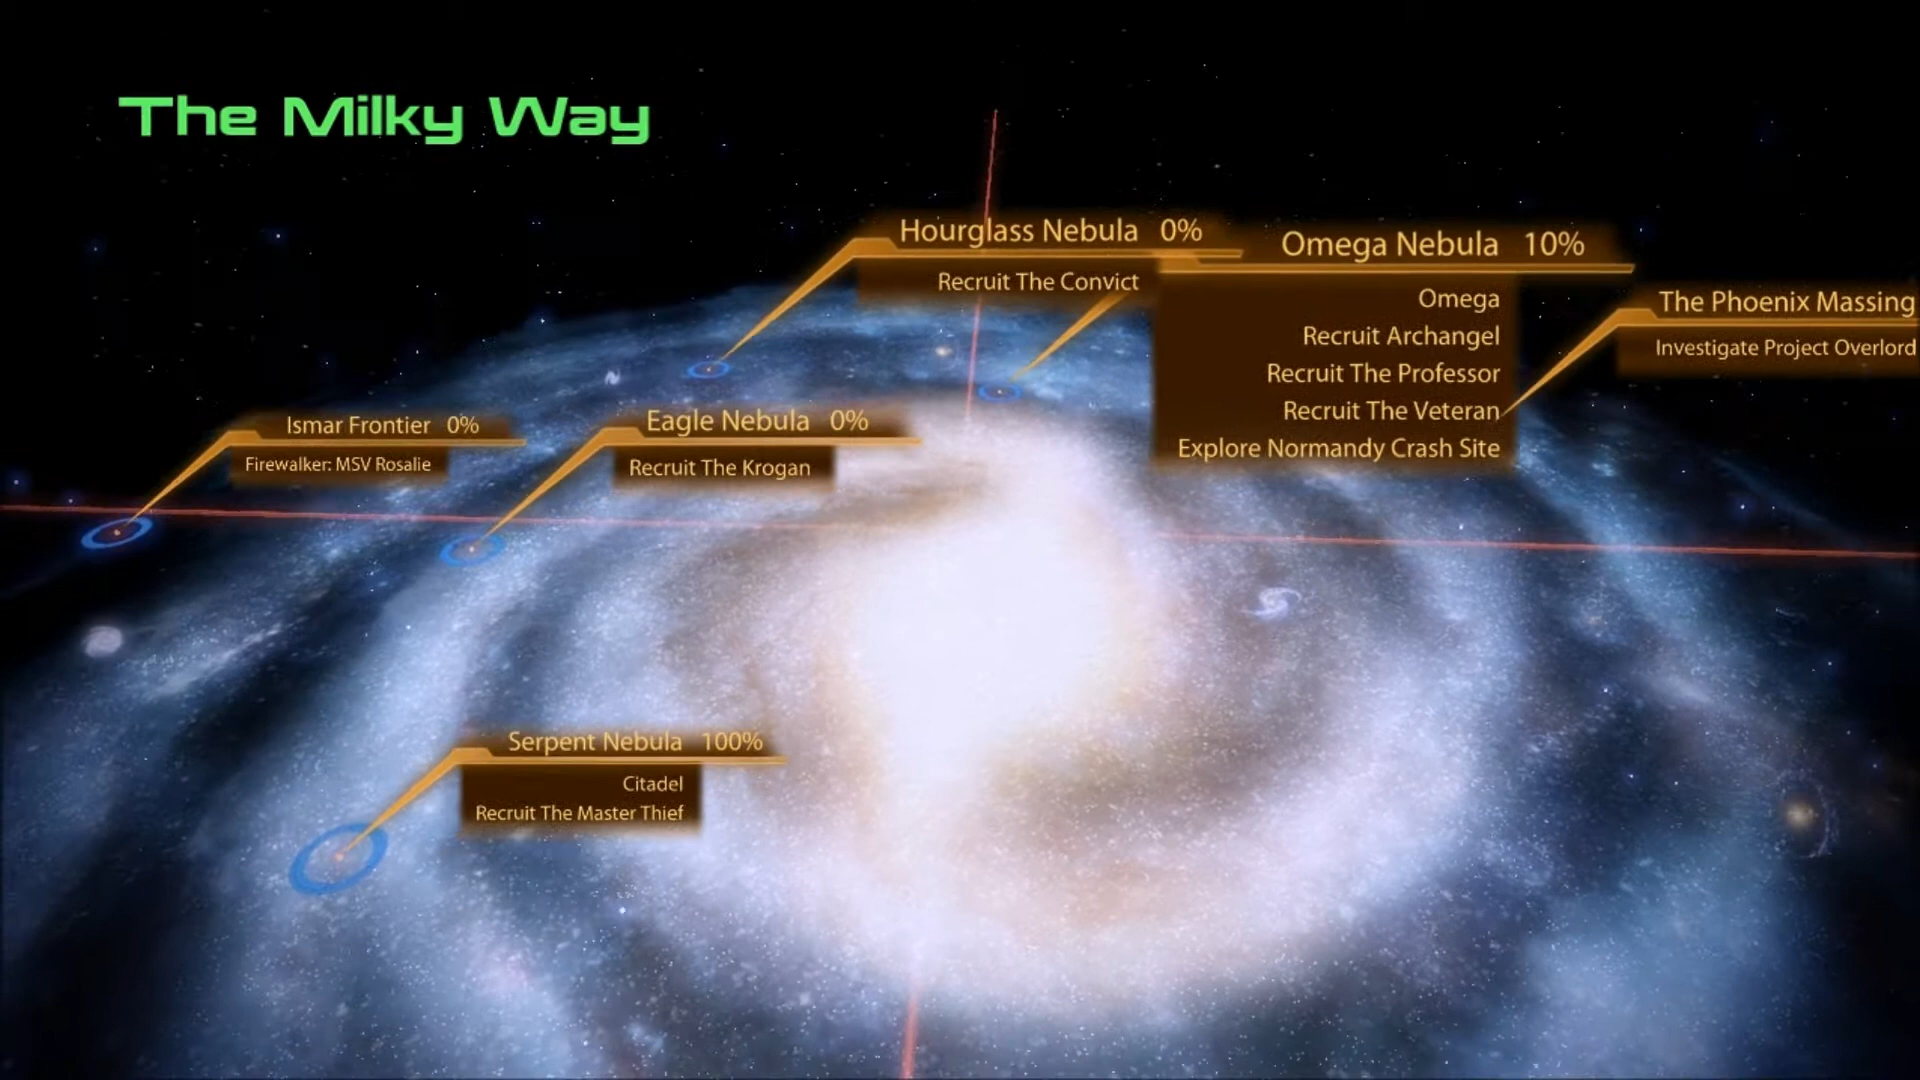 The Milky Way
Hourglass Nebula 0%
Recruit The Convict
Omega Nebula 10%
Omega
Recruit Archangel
Recruit The Professor
Recruit The Veteran
Explore Normandy Crash Site
The Phoenix Massing
Investigate Project Overlord
Ismar Frontier 0%
Firewalker: MSV Rosalie
Eagle Nebula 0%
Recruit The Krogan
Serpent Nebula 100%
Citadel
Recruit The Master Thief